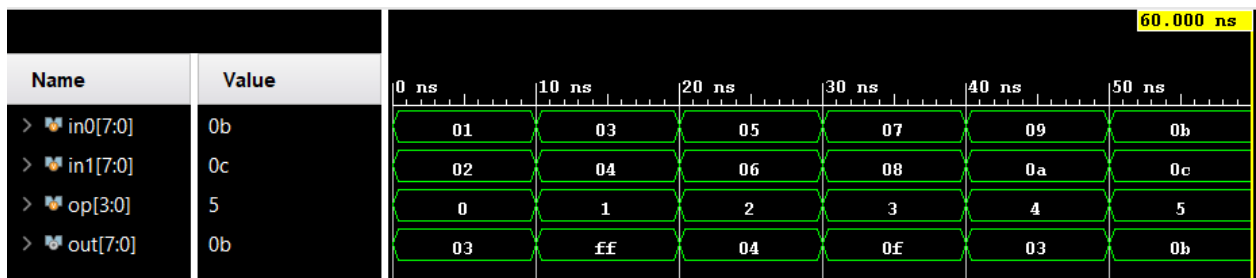 60.000 ns
Name Value
0 ns 10 ns 20 ns 30 ns 40 ns 50 ns
in0[7:0] 0b 01 03 05 07 09 0b
in1[7:0] 0c 02 04 06 08 0a 0c
op[3:0] 5 0 1 2 3 4 5
out[7:0] 0b 03 ff 04 0f 03 0b